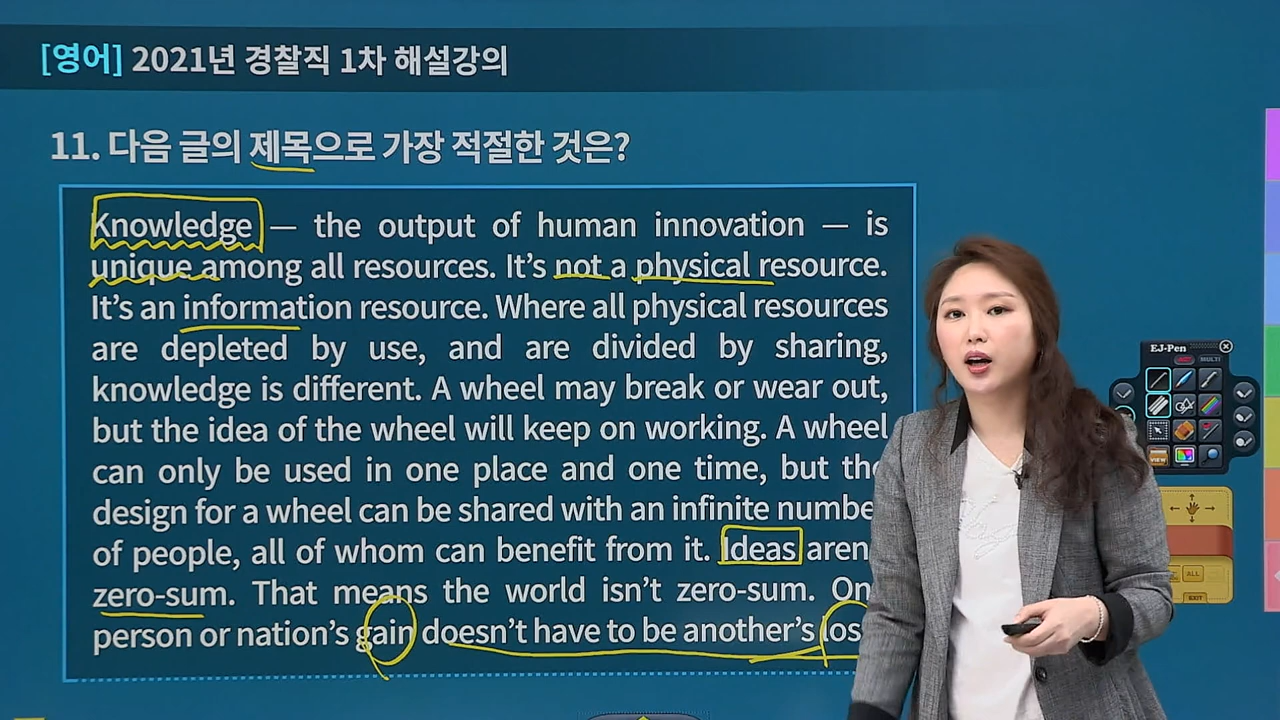 [영어] 2021년 경찰직 1차 해설강의
11. 다음 글의 제목으로 가장 적절한 것은?
Knowledge — the output of human innovation — is
unique among all resources. It's not a physical resource.
It's an information resource. Where all physical resources
are depleted by use, and are divided by sharing,
knowledge is different. A wheel may break or wear out,
but the idea of the wheel will keep on working. A wheel
can only be used in one place and one time, but the
design for a wheel can be shared with an infinite numbe
of people, all of whom can benefit from it. Ideas aren
zero-sum. That means the world isn't zero-sum. On
person or nation's gain doesn't have to be another's los
EJ-Pen
MULTI
VIEW
ALL
EXIT